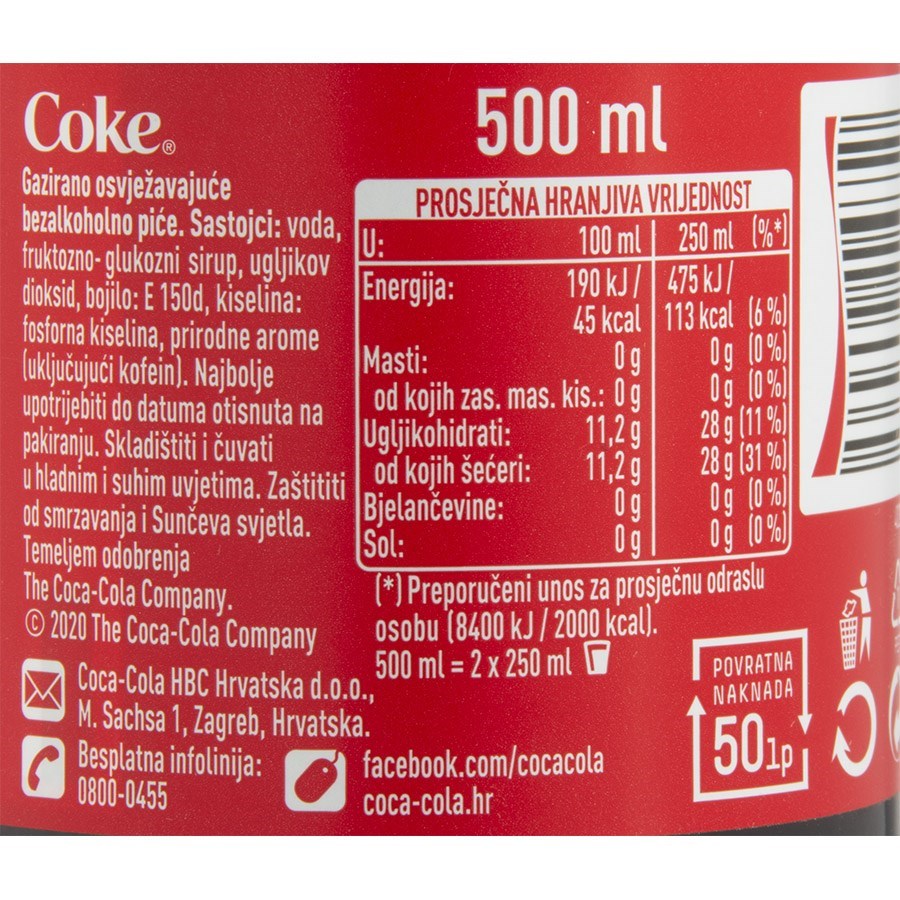 Coke®
Gazirano osvježavajuće
bezalkoholno piće. Sastojci: voda,
fruktozno- glukozni sirup, ugljikov
dioksid, bojilo: E 150d, kiselina:
fosforna kiselina, prirodne arome
(uključujući kofein). Najbolje
upotrijebiti do datuma otisnuta na
pakiranju. Skladištiti i čuvati
u hladnim i suhim uvjetima. Zaštititi
od smrzavanja i Sunčeva svjetla.
Temeljem odobrenja
The Coca-Cola Company.
© 2020 The Coca-Cola Company
Coca-Cola HBC Hrvatska d.o.o.,
M. Sachsa 1, Zagreb, Hrvatska.
Besplatna infolinija:
0800-0455
facebook.com/cocacola
coca-cola.hr
500 ml
PROSJEČNA HRANJIVA VRIJEDNOST
U: 100 ml 250 ml (%*)
Energija: 190 kJ / 475 kJ /
45 kcal 113 kcal (6 %)
Masti: 0 g 0 g (0 %)
od kojih zas. mas. kis.: 0 g 0 g (0 %)
Ugljikohidrati: 11,2 g 28 g (11 %)
od kojih šećeri: 11,2 g 28 g (31 %)
Bjelančevine: 0 g 0 g (0 %)
Sol: 0 g 0 g (0 %)
(*) Preporučeni unos za prosječnu odraslu
osobu (8400 kJ / 2000 kcal).
500 ml = 2 x 250 ml
POVRATNA
NAKNADA
50 lp